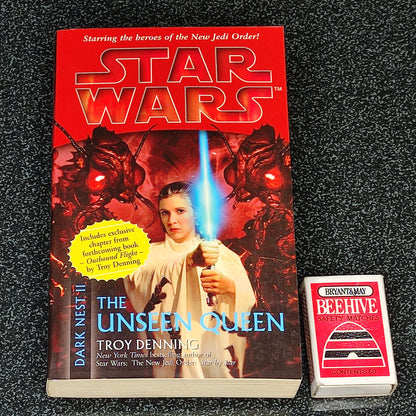 Starring the heroes of the New Jedi Order!
STAR
WARS
Includes exclusive
chapter from
forthcoming book
– Outbound Flight –
by Troy Denning
DARK NEST II
THE
UNSEEN QUEEN
TROY DENNING
New York Times bestselling author of
Star Wars: The New Jedi Order: Star by Star
BRYANT&MAY
BEEHIVE
SAFETY MATCHES
CONTENTS 50